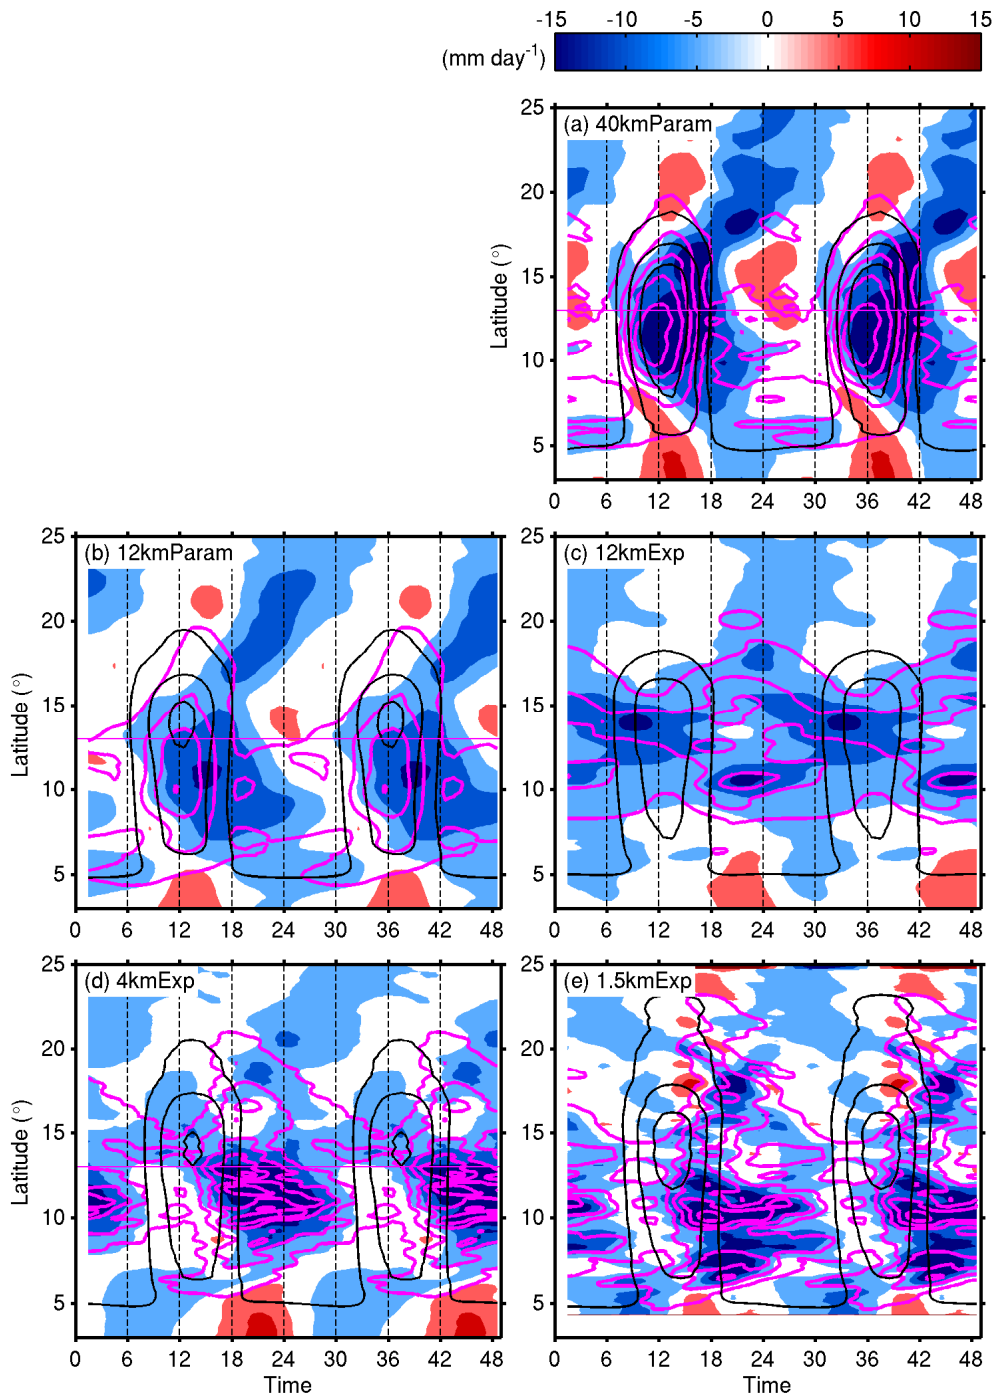 -15 -10 -5 0 5 10 15
(mm day-1)
(a) 40kmParam
25
20
15
10
5
Latitude (°)
0 6 12 18 24 30 36 42 48
Time
(b) 12kmParam
25
20
15
10
5
Latitude (°)
0 6 12 18 24 30 36 42 48
(c) 12kmExp
25
20
15
10
5
0 6 12 18 24 30 36 42 48
(d) 4kmExp
25
20
15
10
5
Latitude (°)
0 6 12 18 24 30 36 42 48
Time
(e) 1.5kmExp
25
20
15
10
5
0 6 12 18 24 30 36 42 48
Time